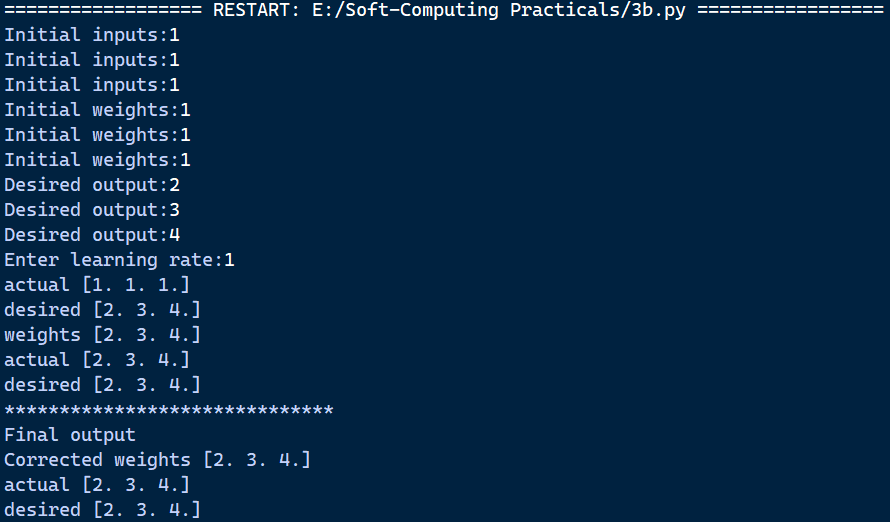 ================== RESTART: E:/Soft-Computing Practicals/3b.py =================
Initial inputs:1
Initial inputs:1
Initial inputs:1
Initial weights:1
Initial weights:1
Initial weights:1
Desired output:2
Desired output:3
Desired output:4
Enter learning rate:1
actual [1. 1. 1.]
desired [2. 3. 4.]
weights [2. 3. 4.]
actual [2. 3. 4.]
desired [2. 3. 4.]
******************************
Final output
Corrected weights [2. 3. 4.]
actual [2. 3. 4.]
desired [2. 3. 4.]